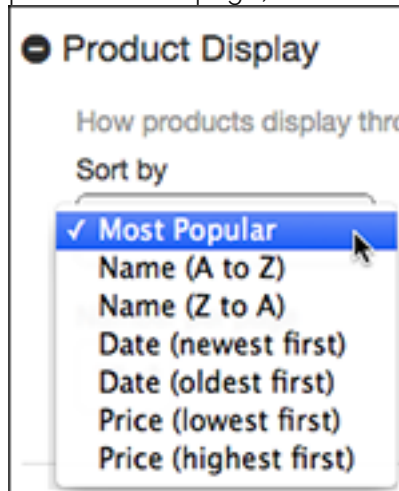 Product Display
How products display thro
Sort by
✓ Most Popular
Name (A to Z)
Name (Z to A)
Date (newest first)
Date (oldest first)
Price (lowest first)
Price (highest first)